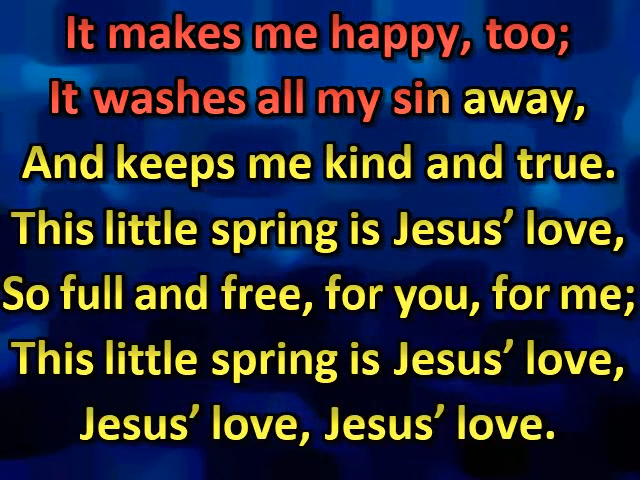 It makes me happy, too;
It washes all my sin away,
And keeps me kind and true.
This little spring is Jesus’ love,
So full and free, for you, for me;
This little spring is Jesus’ love,
Jesus’ love, Jesus’ love.